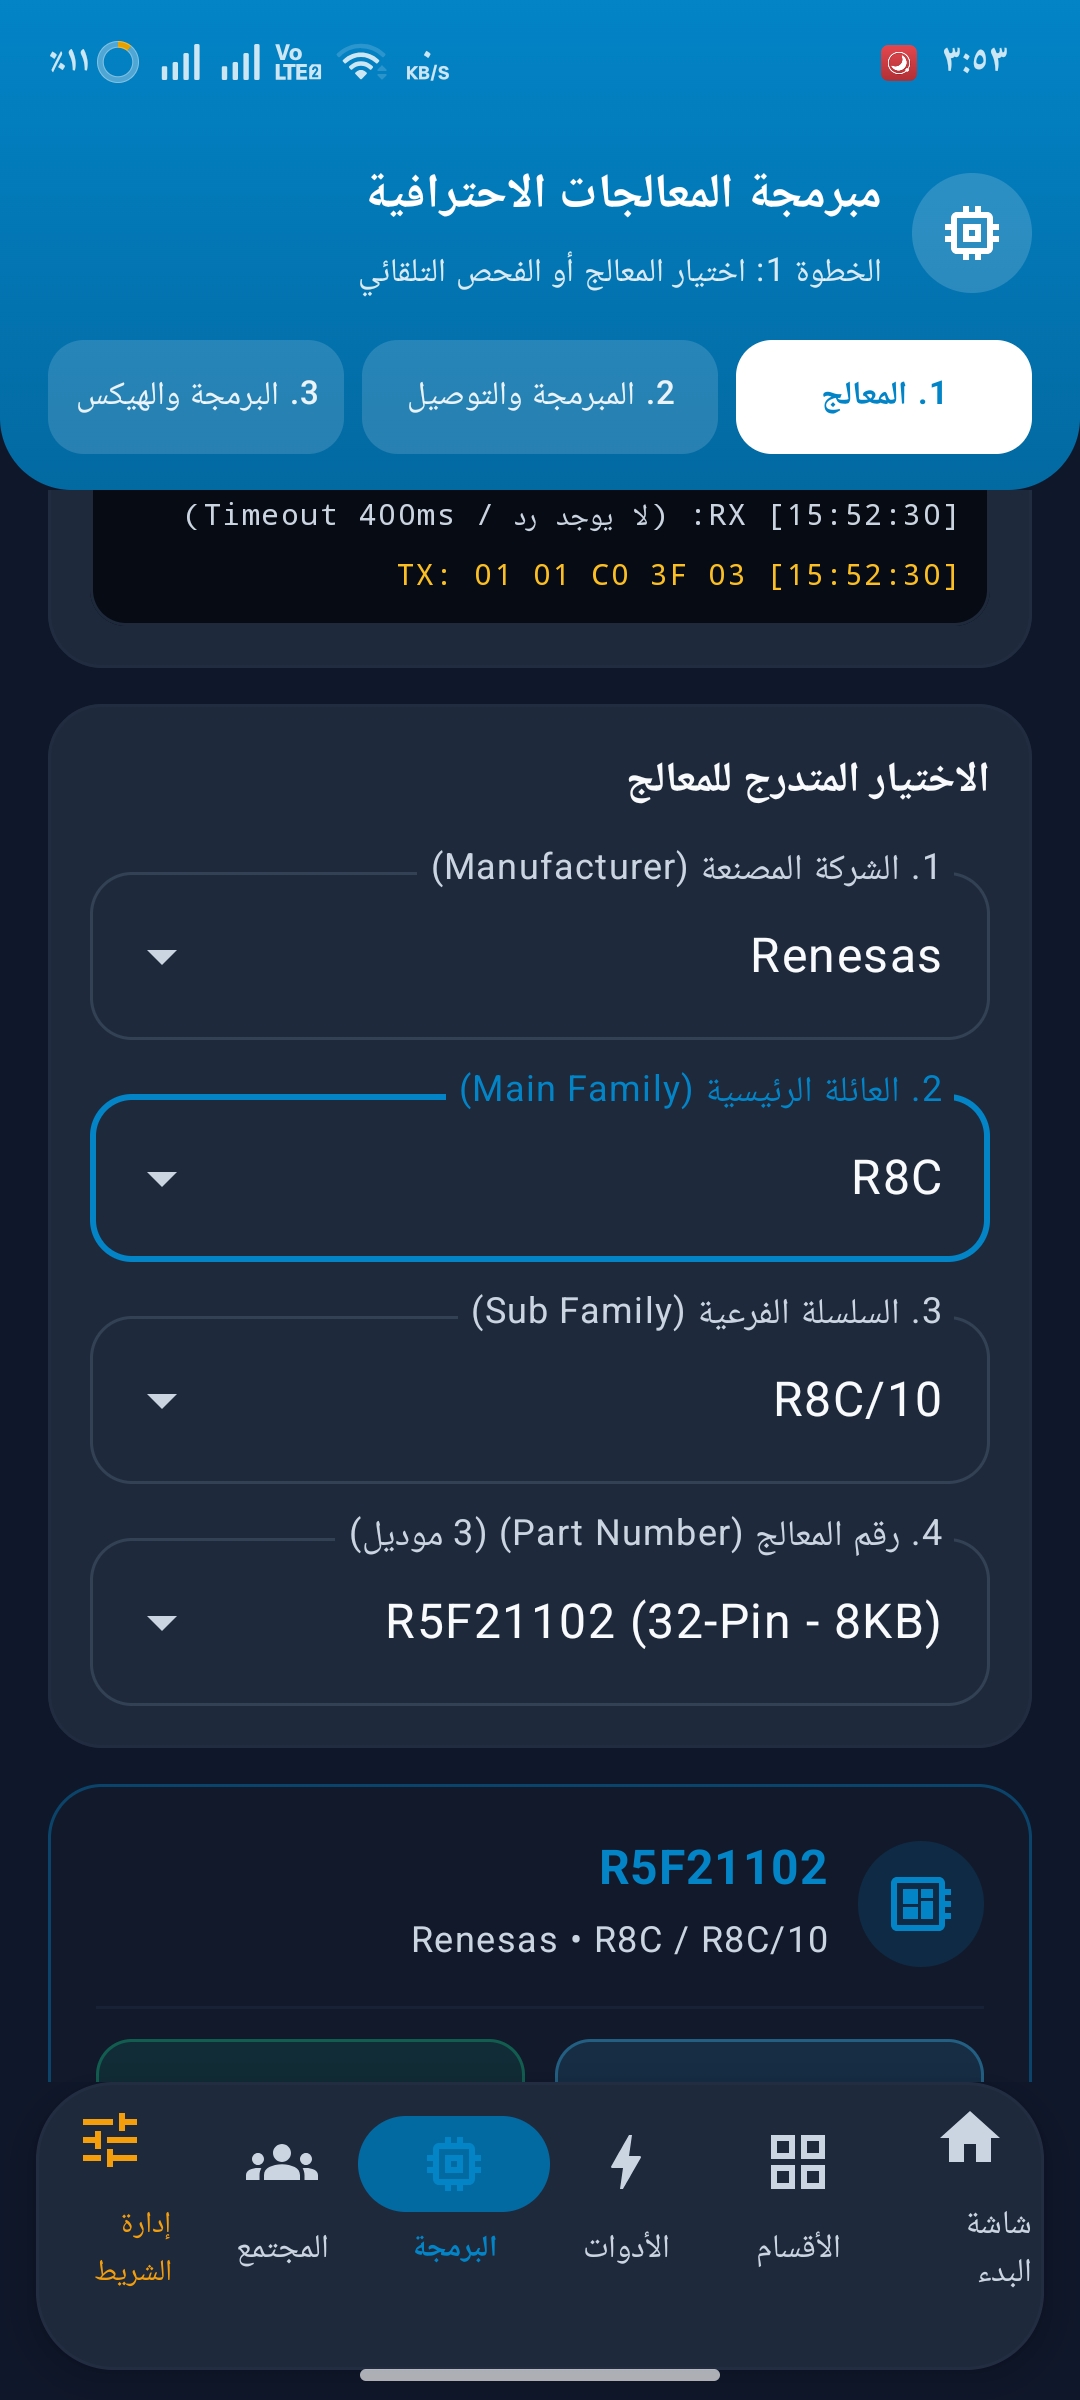 ٣:٥٣
KB/S
Vo LTE 2
٪١١
مبرمجة المعالجات الاحترافية
الخطوة 1: اختيار المعالج أو الفحص التلقائي
1. المعالج
2. المبرمجة والتوصيل
3. البرمجة والهيكس
[15:52:30] RX: (لا يوجد رد / Timeout 400ms)
[15:52:30] TX: 01 01 C0 3F 03
الاختيار المتدرج للمعالج
1. الشركة المصنعة (Manufacturer)
Renesas
2. العائلة الرئيسية (Main Family)
R8C
3. السلسلة الفرعية (Sub Family)
R8C/10
4. رقم المعالج (Part Number) (3 موديل)
R5F21102 (32-Pin - 8KB)
R5F21102
Renesas • R8C / R8C/10
شاشة البدء
الأقسام
الأدوات
البرمجة
المجتمع
إدارة الشريط